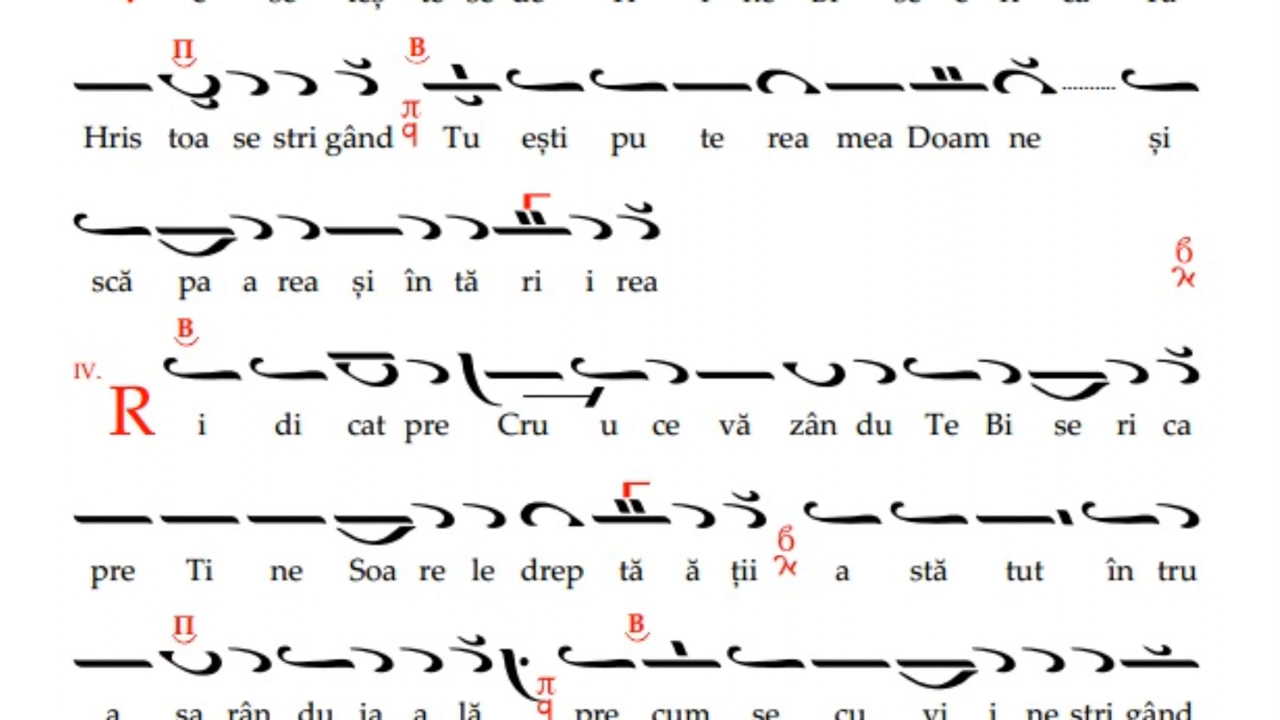 Π Β
Hris toa se stri gând π q Tu ești pu te rea mea Doam ne și
scă pa a rea și în tă ri i rea
Β
IV. R i di cat pre Cru u ce vă zân du Te Bi se ri ca
pre Ti ne Soa re le drep tă ă ții a stă tut în tru
Π Β
a sa rân du ia a lă π q pre cum se cu vi i ne stri gând